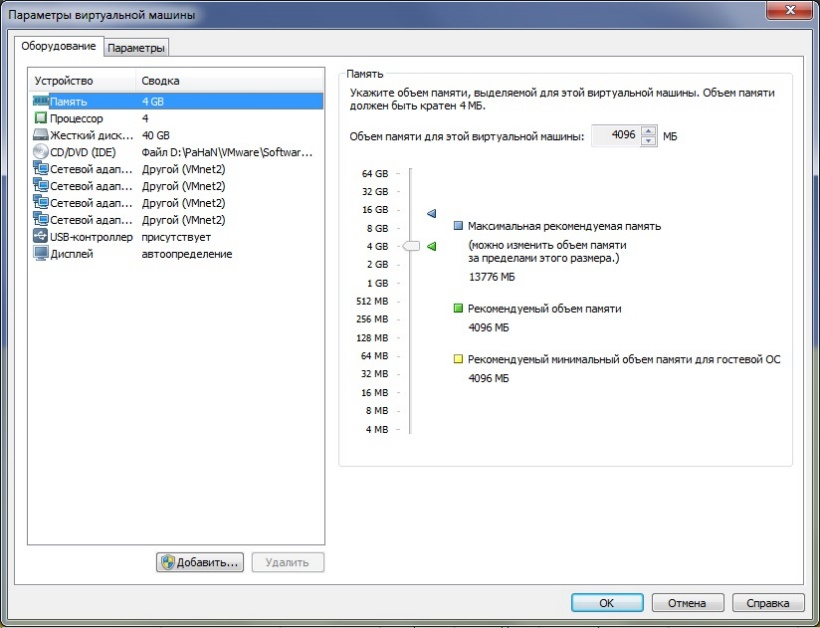 Параметры виртуальной машины
Оборудование Параметры
Устройство Сводка
Память 4 GB
Процессор 4
Жесткий диск... 40 GB
CD/DVD (IDE) Файл D:\PaHaN\VMware\Softwar...
Сетевой адап... Другой (VMnet2)
Сетевой адап... Другой (VMnet2)
Сетевой адап... Другой (VMnet2)
Сетевой адап... Другой (VMnet2)
USB-контроллер присутствует
Дисплей автоопределение
Добавить... Удалить
Память
Укажите объем памяти, выделяемой для этой виртуальной машины. Объем памяти
должен быть кратен 4 МБ.
Объем памяти для этой виртуальной машины: 4096 МБ
64 GB
32 GB
16 GB
8 GB
4 GB
2 GB
1 GB
512 MB
256 MB
128 MB
64 MB
32 MB
16 MB
8 MB
4 MB
Максимальная рекомендуемая память
(можно изменить объем памяти
за пределами этого размера.)
13776 МБ
Рекомендуемый объем памяти
4096 МБ
Рекомендуемый минимальный объем памяти для гостевой ОС
4096 МБ
OK Отмена Справка